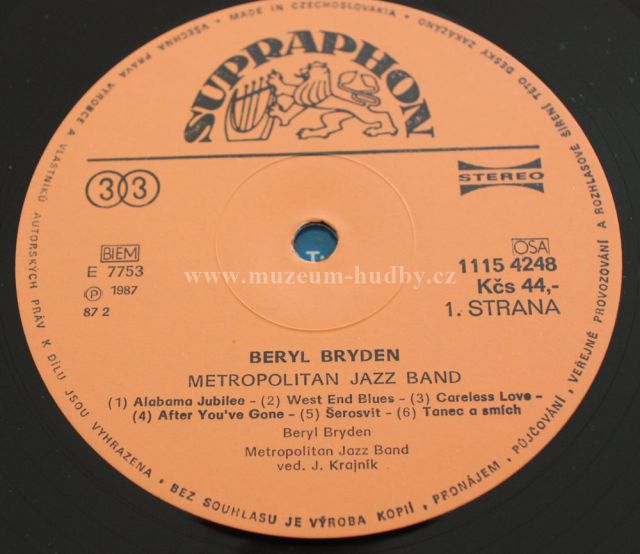 VŠECHNA PRÁVA VÝROBCE A VLASTNÍKŮ AUTORSKÝCH PRÁV K DÍLU JSOU VYHRAZENA • BEZ SOUHLASU JE VÝROBA KOPIÍ, PRONÁJEM, PŮJČOVÁNÍ, VEŘEJNÉ PROVOZOVÁNÍ A ROZHLASOVÉ ŠÍŘENÍ TÉTO DESKY ZAKÁZÁNO
• MADE IN CZECHOSLOVAKIA •
SUPRAPHON
33
STEREO
BIEM
E 7753
Ⓟ 1987
87 2
OSA
1115 4248
Kčs 44,-
1. STRANA
www.muzeum-hudby.cz
BERYL BRYDEN
METROPOLITAN JAZZ BAND
(1) Alabama Jubilee – (2) West End Blues – (3) Careless Love –
(4) After You've Gone – (5) Šerosvit – (6) Tanec a smích
Beryl Bryden
Metropolitan Jazz Band
ved. J. Krajník